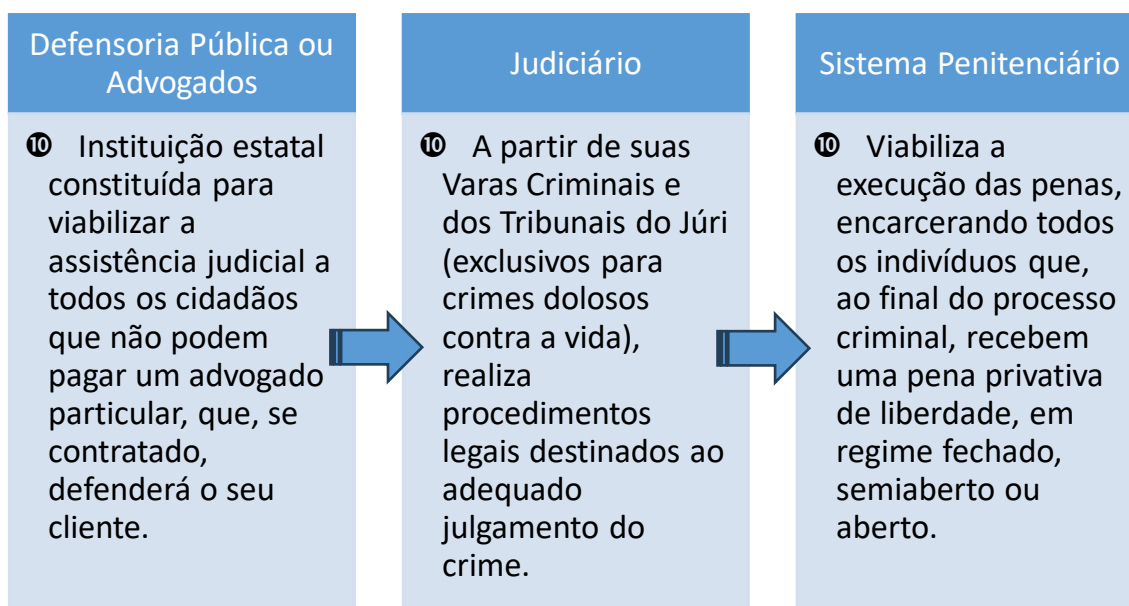 Defensoria Pública ou
Advogados
❿ Instituição estatal
constituída para
viabilizar a
assistência judicial a
todos os cidadãos
que não podem
pagar um advogado
particular, que, se
contratado,
defenderá o seu
cliente.
Judiciário
❿ A partir de suas
Varas Criminais e
dos Tribunais do Júri
(exclusivos para
crimes dolosos
contra a vida),
realiza
procedimentos
legais destinados ao
adequado
julgamento do
crime.
Sistema Penitenciário
❿ Viabiliza a
execução das penas,
encarcerando todos
os indivíduos que,
ao final do processo
criminal, recebem
uma pena privativa
de liberdade, em
regime fechado,
semiaberto ou
aberto.